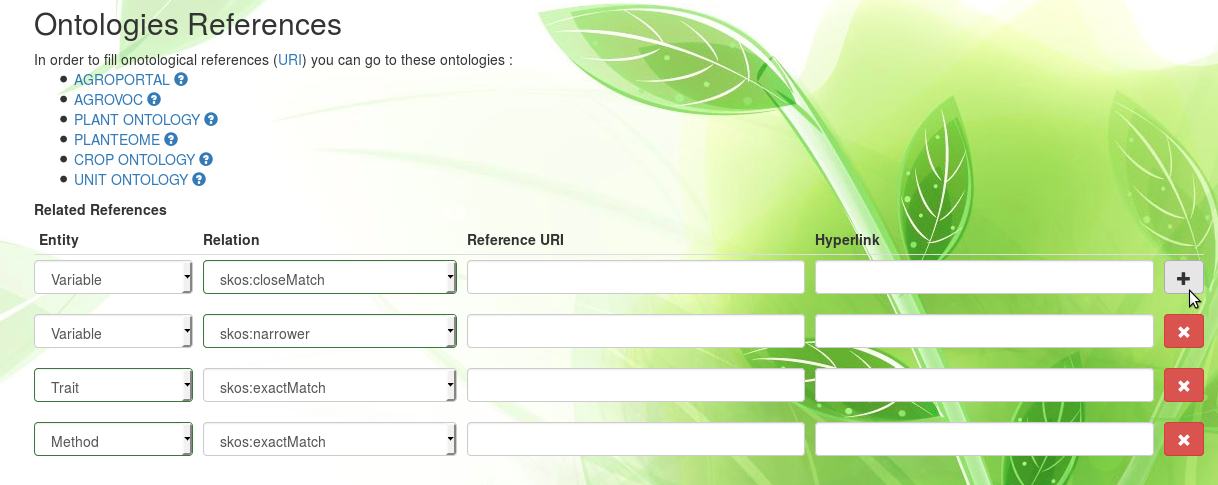 Ontologies References
In order to fill onotological references (URI) you can go to these ontologies :
AGROPORTAL
AGROVOC
PLANT ONTOLOGY
PLANTEOME
CROP ONTOLOGY
UNIT ONTOLOGY
Related References
Entity Relation Reference URI Hyperlink
Variable skos:closeMatch
Variable skos:narrower
Trait skos:exactMatch
Method skos:exactMatch